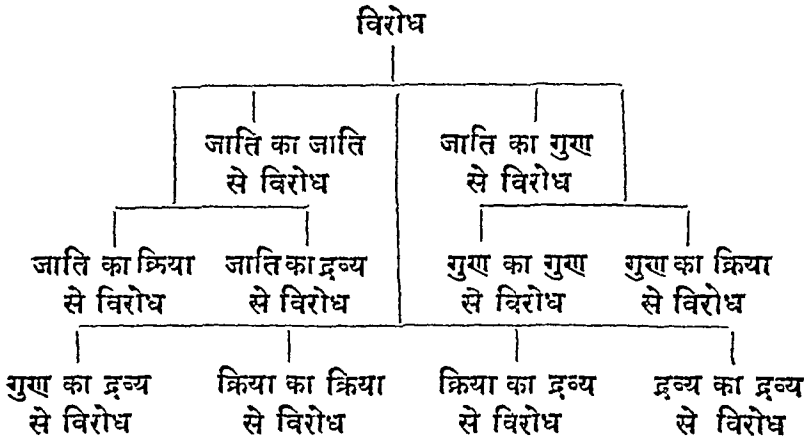 विरोध
जाति का जाति
से विरोध
जाति का गुण
से विरोध
जाति का क्रिया
से विरोध
जाति का द्रव्य
से विरोध
गुण का गुण
से विरोध
गुण का क्रिया
से विरोध
गुण का द्रव्य
से विरोध
क्रिया का क्रिया
से विरोध
क्रिया का द्रव्य
से विरोध
द्रव्य का द्रव्य
से विरोध